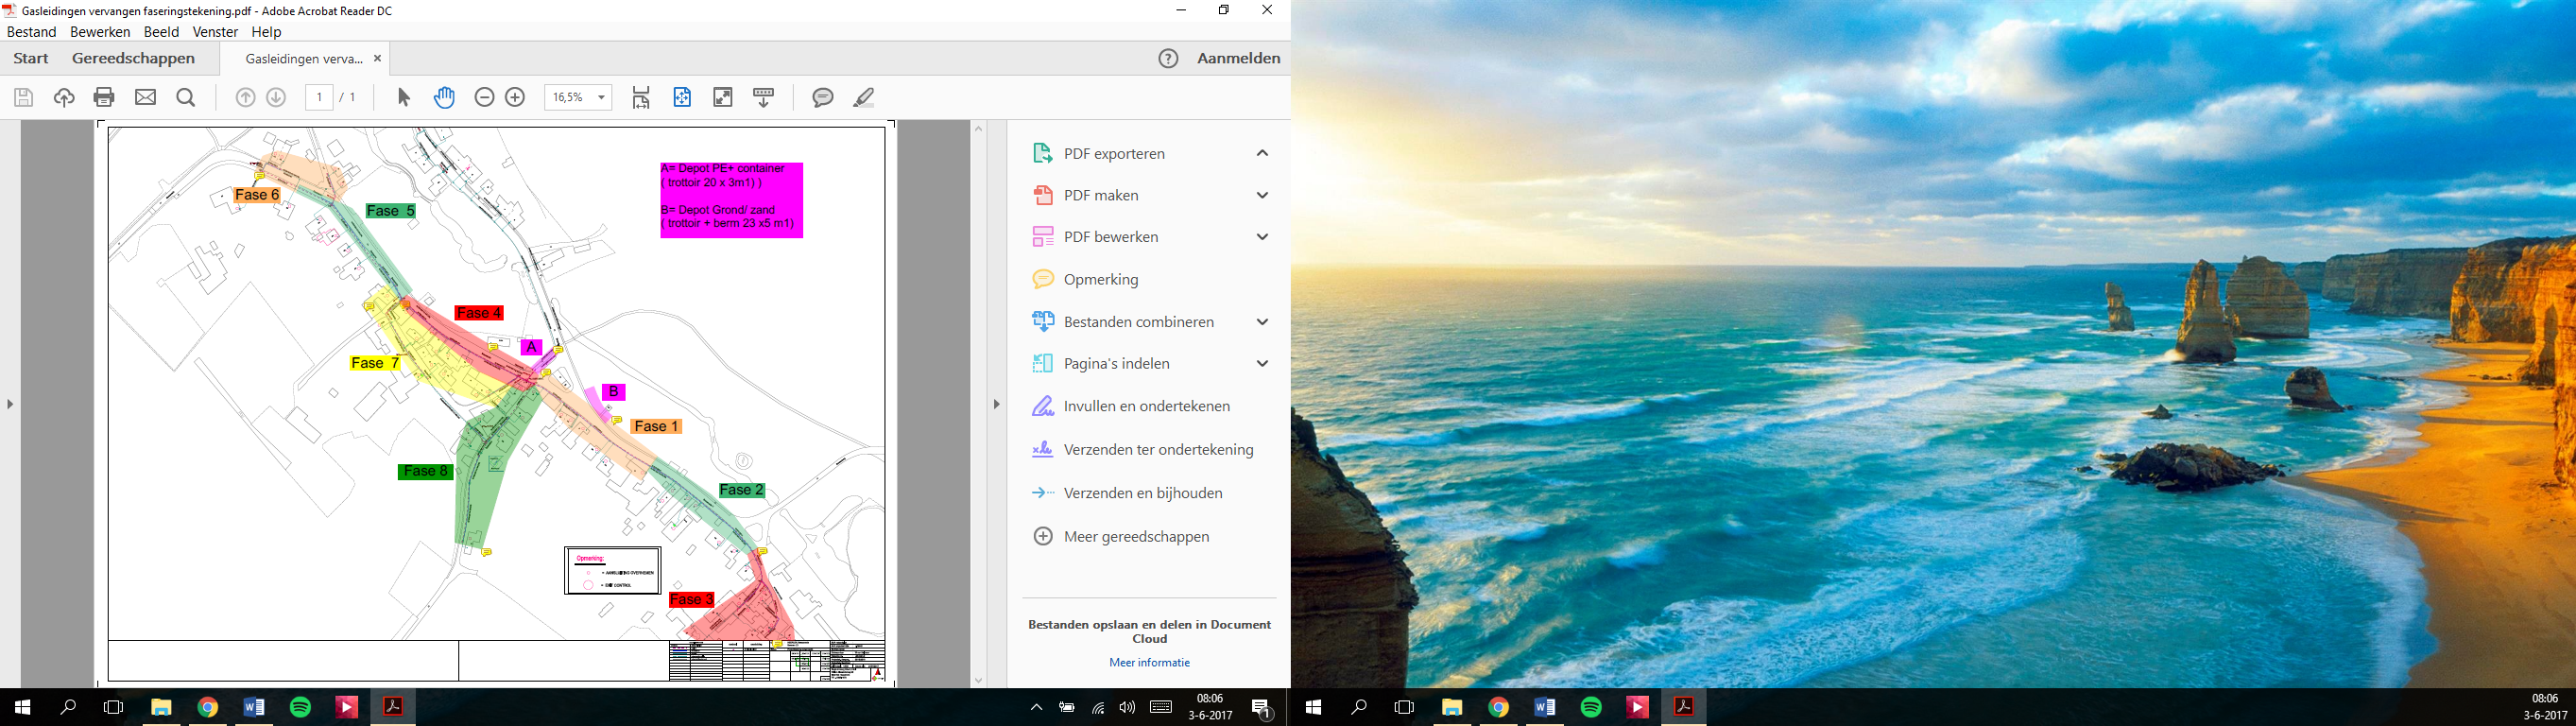 Gasleidingen vervangen faseringstekening.pdf - Adobe Acrobat Reader DC
Bestand Bewerken Beeld Venster Help
Start Gereedschappen Gasleidingen verva... × ? Aanmelden
1 / 1 16,5%
A= Depot PE+ container
( trottoir 20 x 3m1) )
B= Depot Grond/ zand
( trottoir + berm 23 x5 m1)
Fase 6
Fase 5
Fase 4
A
Fase 7
B
Fase 1
Fase 8
Fase 2
Opmerking:
= AANSLUITING OVERNEMEN
Fase 3
PDF exporteren
PDF maken
PDF bewerken
Opmerking
Bestanden combineren
Pagina's indelen
Invullen en ondertekenen
Verzenden ter ondertekening
Verzenden en bijhouden
Meer gereedschappen
Bestanden opslaan en delen in Document
Cloud
Meer informatie
08:06
3-6-2017
1
08:06
3-6-2017